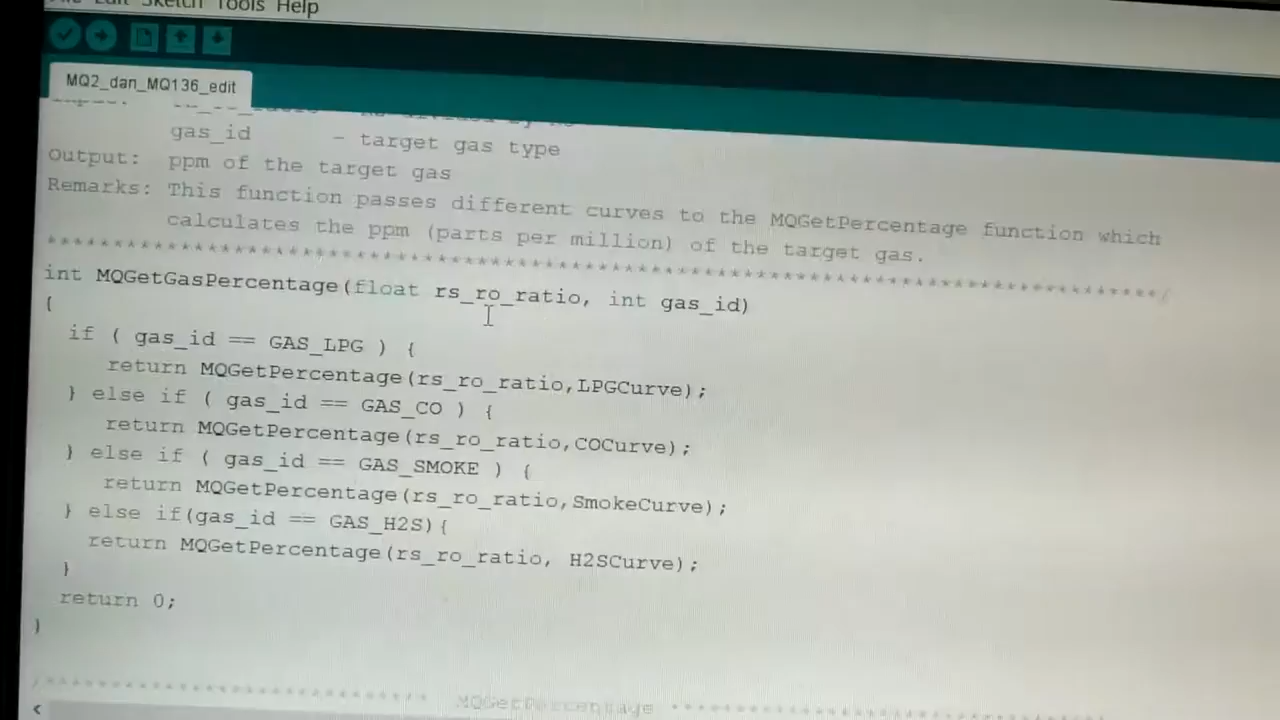 Sketch Tools Help
MQ2_dan_MQ136_edit
gas_id - target gas type
Output: ppm of the target gas
Remarks: This function passes different curves to the MQGetPercentage function which
calculates the ppm (parts per million) of the target gas.
int MQGetGasPercentage(float rs_ro_ratio, int gas_id)
{
if ( gas_id == GAS_LPG ) {
return MQGetPercentage(rs_ro_ratio,LPGCurve);
} else if ( gas_id == GAS_CO ) {
return MQGetPercentage(rs_ro_ratio,COCurve);
} else if ( gas_id == GAS_SMOKE ) {
return MQGetPercentage(rs_ro_ratio,SmokeCurve);
} else if(gas_id == GAS_H2S){
return MQGetPercentage(rs_ro_ratio, H2SCurve);
}
return 0;
}
MQGetPercentage